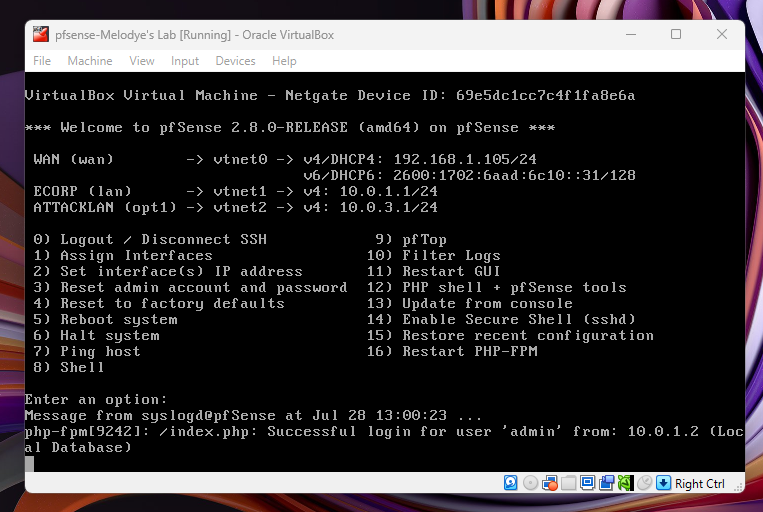 pfsense-Melodye's Lab [Running] - Oracle VirtualBox
File Machine View Input Devices Help
VirtualBox Virtual Machine - Netgate Device ID: 69e5dc1cc7c4f1fa8e6a
*** Welcome to pfSense 2.8.0-RELEASE (amd64) on pfSense ***
WAN (wan) -> vtnet0 -> v4/DHCP4: 192.168.1.105/24
v6/DHCP6: 2600:1702:6aad:6c10::31/128
ECORP (lan) -> vtnet1 -> v4: 10.0.1.1/24
ATTACKLAN (opt1) -> vtnet2 -> v4: 10.0.3.1/24
0) Logout / Disconnect SSH 9) pfTop
1) Assign Interfaces 10) Filter Logs
2) Set interface(s) IP address 11) Restart GUI
3) Reset admin account and password 12) PHP shell + pfSense tools
4) Reset to factory defaults 13) Update from console
5) Reboot system 14) Enable Secure Shell (sshd)
6) Halt system 15) Restore recent configuration
7) Ping host 16) Restart PHP-FPM
8) Shell
Enter an option:
Message from syslogd@pfSense at Jul 28 13:00:23 ...
php-fpm[9242]: /index.php: Successful login for user 'admin' from: 10.0.1.2 (Loc
al Database)
Right Ctrl